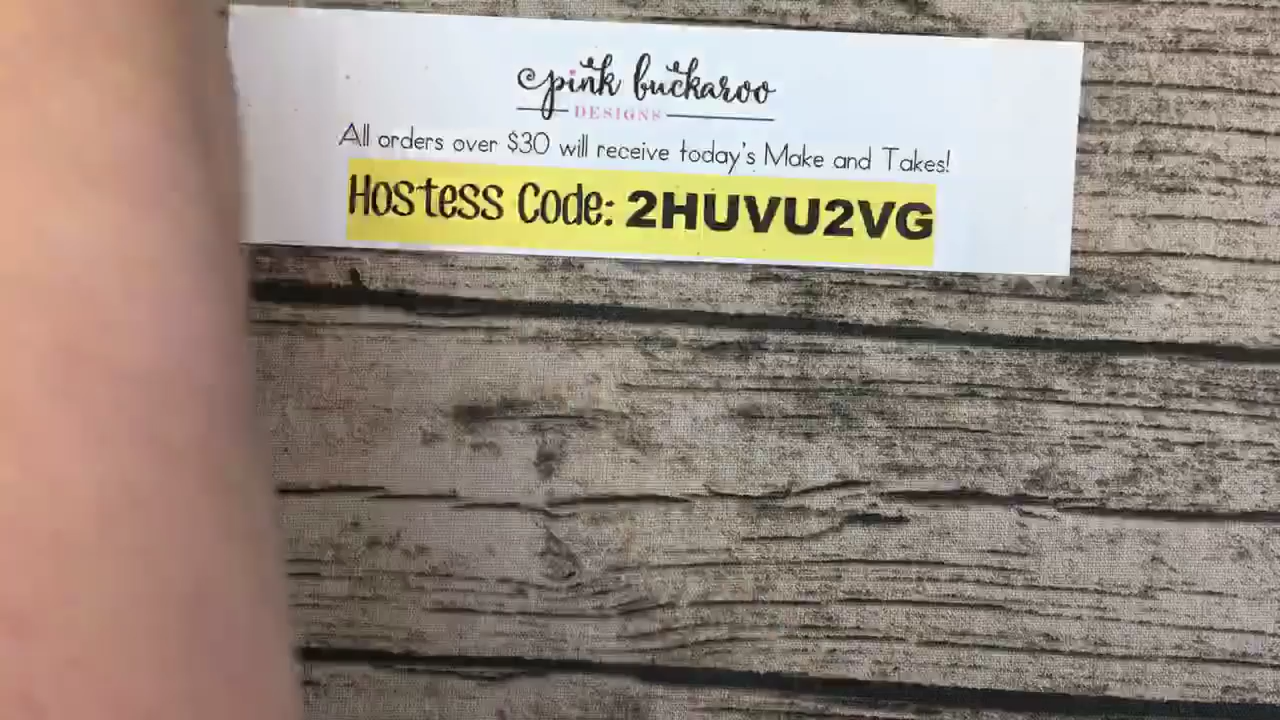 pink buckaroo
DESIGNS
All orders over $30 will receive today's Make and Takes!
Hostess Code: 2HUVU2VG